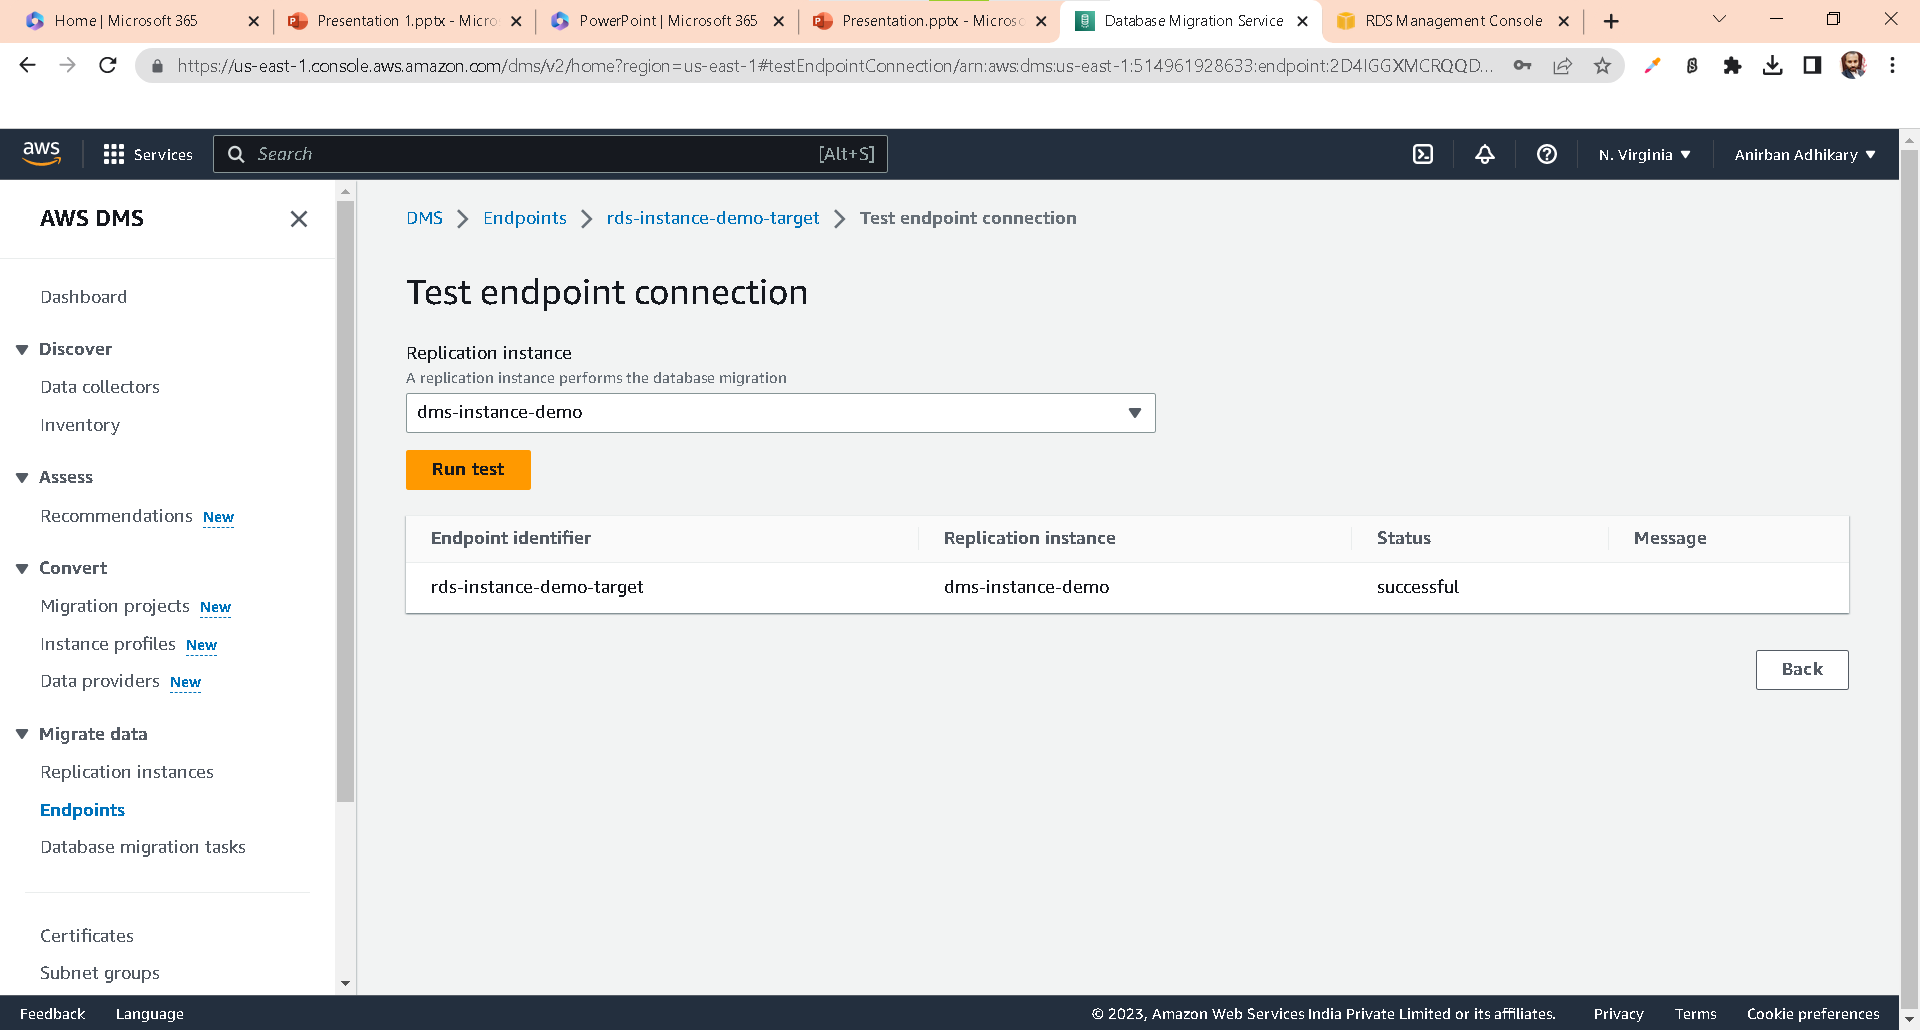 Home | Microsoft 365
Presentation 1.pptx - Micro
PowerPoint | Microsoft 365
Presentation.pptx - Microsc
Database Migration Service
RDS Management Console
https://us-east-1.console.aws.amazon.com/dms/v2/home?region=us-east-1#testEndpointConnection/arn:aws:dms:us-east-1:514961928633:endpoint:2D4IGGXMCRQQD...
aws
Services
Search
[Alt+S]
N. Virginia
Anirban Adhikary
AWS DMS
Dashboard
Discover
Data collectors
Inventory
Assess
Recommendations New
Convert
Migration projects New
Instance profiles New
Data providers New
Migrate data
Replication instances
Endpoints
Database migration tasks
Certificates
Subnet groups
DMS > Endpoints > rds-instance-demo-target > Test endpoint connection
Test endpoint connection
Replication instance
A replication instance performs the database migration
dms-instance-demo
Run test
Endpoint identifier Replication instance Status Message
rds-instance-demo-target dms-instance-demo successful
Back
Feedback Language © 2023, Amazon Web Services India Private Limited or its affiliates. Privacy Terms Cookie preferences